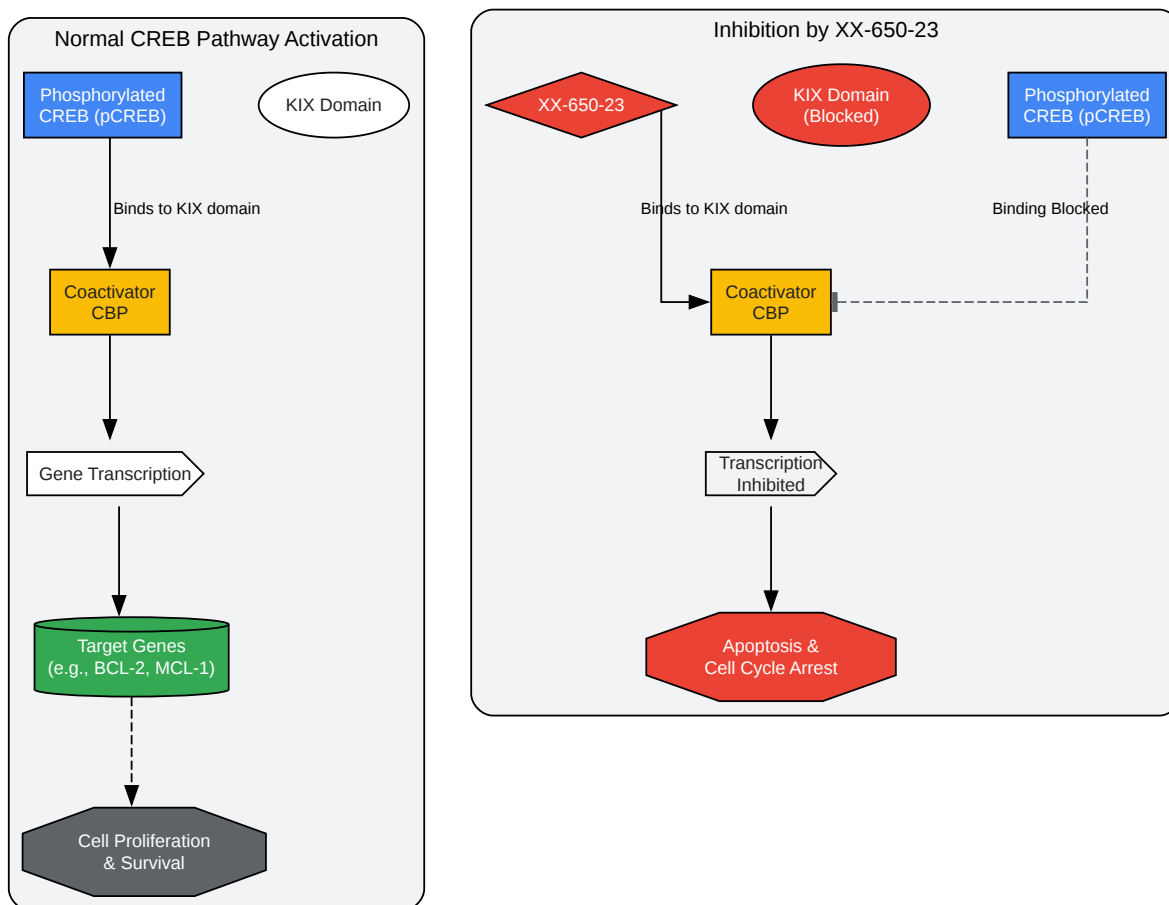 Normal CREB Pathway Activation
Phosphorylated
CREB (pCREB)
KIX Domain
Binds to KIX domain
Coactivator
CBP
Gene Transcription
Target Genes
(e.g., BCL-2, MCL-1)
Cell Proliferation
& Survival
Inhibition by XX-650-23
XX-650-23
KIX Domain
(Blocked)
Phosphorylated
CREB (pCREB)
Binds to KIX domain
Binding Blocked
Coactivator
CBP
Transcription
Inhibited
Apoptosis &
Cell Cycle Arrest